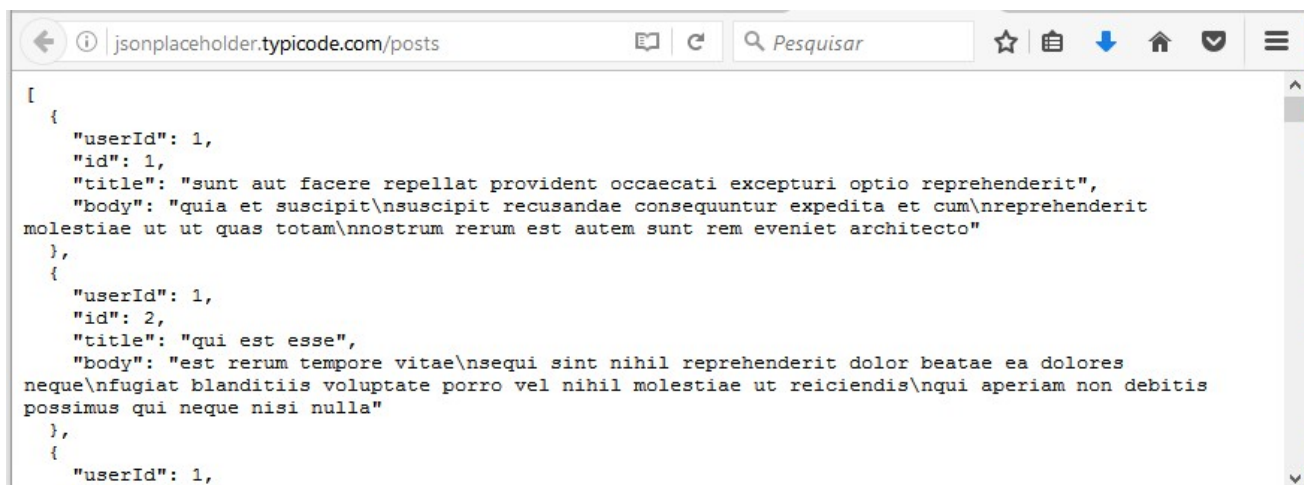 jsonplaceholder.typicode.com/posts
Pesquisar
[
  {
    "userId": 1,
    "id": 1,
    "title": "sunt aut facere repellat provident occaecati excepturi optio reprehenderit",
    "body": "quia et suscipit\nsuscipit recusandae consequuntur expedita et cum\nreprehenderit
molestiae ut ut quas totam\nnostrum rerum est autem sunt rem eveniet architecto"
  },
  {
    "userId": 1,
    "id": 2,
    "title": "qui est esse",
    "body": "est rerum tempore vitae\nsequi sint nihil reprehenderit dolor beatae ea dolores
neque\nfugiat blanditiis voluptate porro vel nihil molestiae ut reiciendis\nqui aperiam non debitis
possimus qui neque nisi nulla"
  },
  {
    "userId": 1,